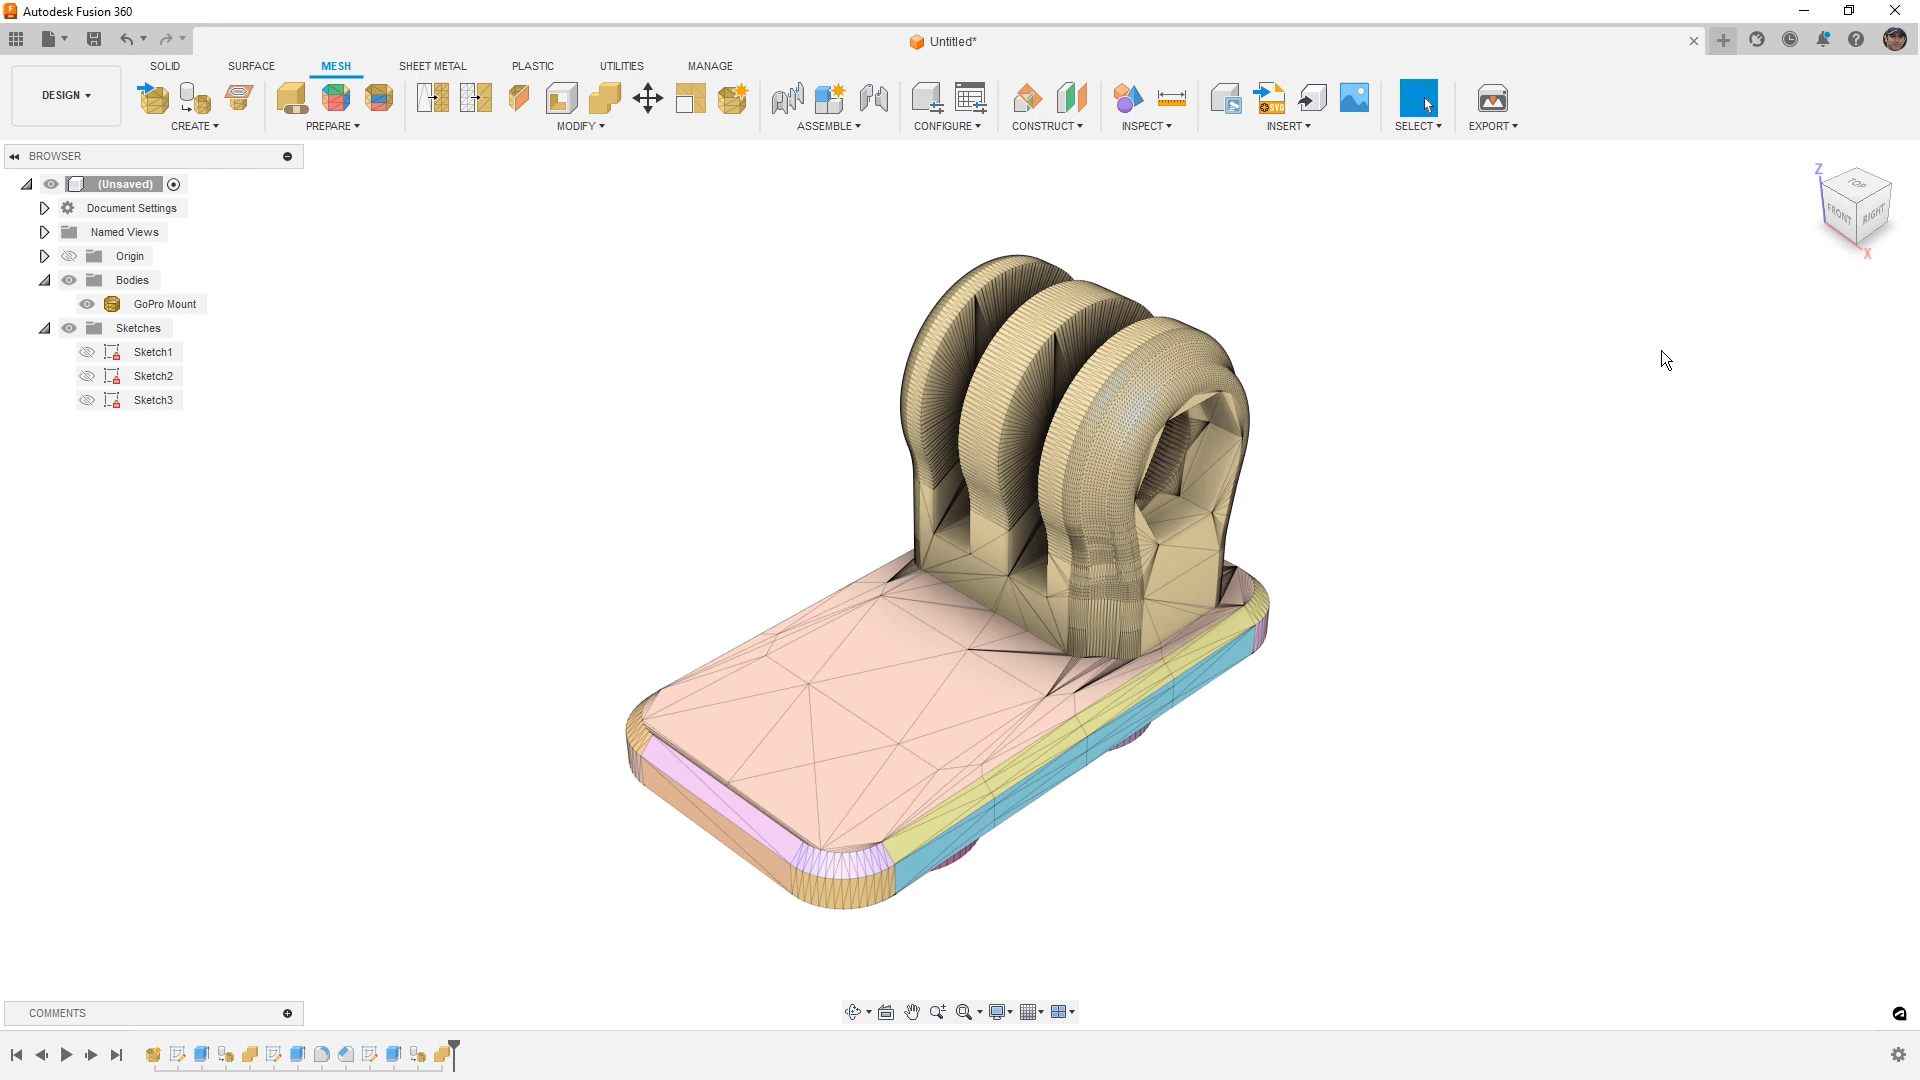 Autodesk Fusion 360
Untitled*
SOLID
SURFACE
MESH
SHEET METAL
PLASTIC
UTILITIES
MANAGE
DESIGN
CREATE
PREPARE
MODIFY
ASSEMBLE
CONFIGURE
CONSTRUCT
INSPECT
INSERT
SELECT
EXPORT
SVG
BROWSER
(Unsaved)
Document Settings
Named Views
Origin
Bodies
GoPro Mount
Sketches
Sketch1
Sketch2
Sketch3
Z
TOP
FRONT
RIGHT
X
COMMENTS